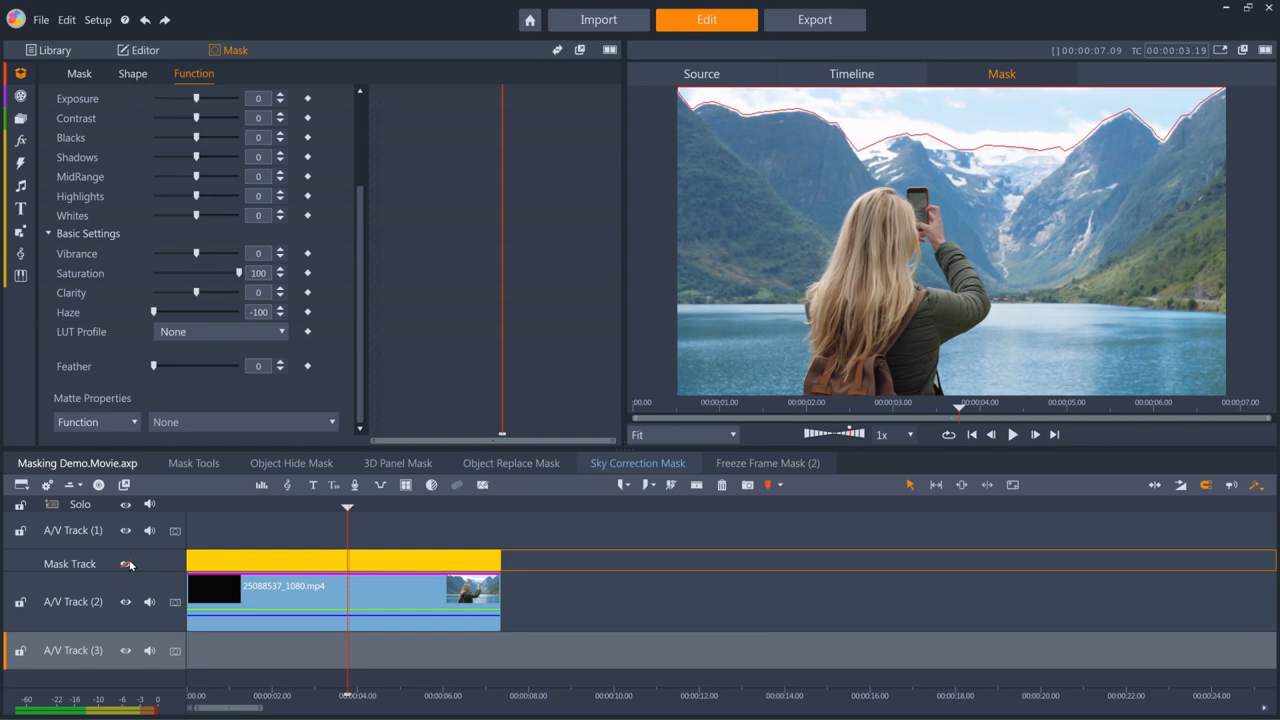 File Edit Setup Import Edit Export
Library Editor Mask [ ] 00:00:07.09 TC 00:00:03.19
Mask Shape Function Source Timeline Mask
Exposure 0
Contrast 0
Blacks 0
Shadows 0
MidRange 0
Highlights 0
Whites 0
Basic Settings
Vibrance 0
Saturation 100
Clarity 0
Haze -100
LUT Profile None
Feather 0
Matte Properties
Function None
:00.00 00:00:01.00 00:00:02.00 00:00:03.00 00:00:04.00 00:00:05.00 00:00:06.00 00:00:07.00
Fit 1x
Masking Demo.Movie.axp Mask Tools Object Hide Mask 3D Panel Mask Object Replace Mask Sky Correction Mask Freeze Frame Mask (2)
Solo
A/V Track (1)
Mask Track
A/V Track (2) 25088537_1080.mp4
A/V Track (3)
-60 -22 -16 -10 -6 -3 0 :00.00 00:00:02.00 00:00:04.00 00:00:06.00 00:00:08.00 00:00:10.00 00:00:12.00 00:00:14.00 00:00:16.00 00:00:18.00 00:00:20.00 00:00:22.00 00:00:24.00